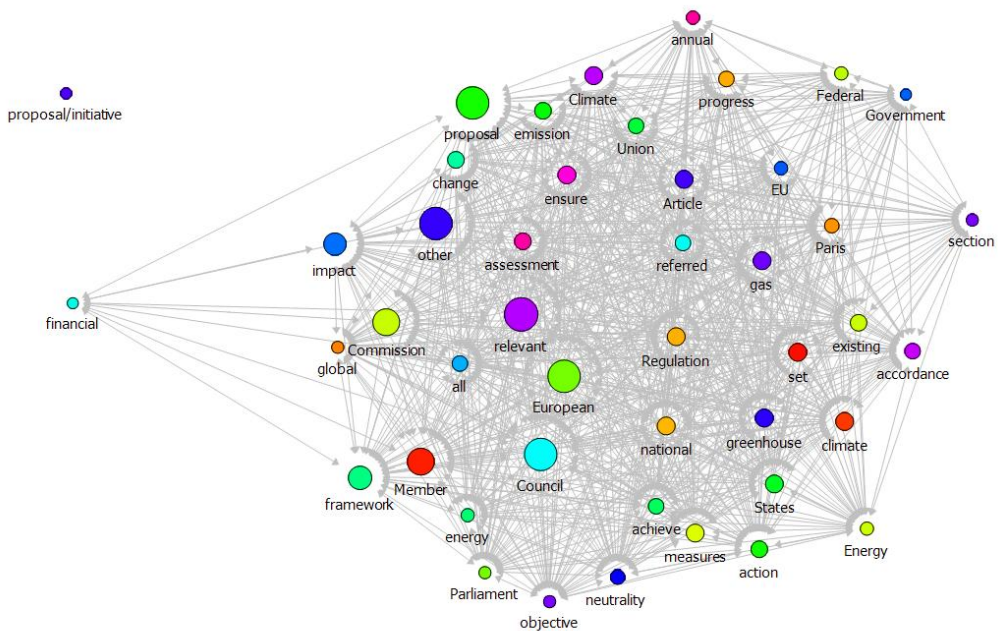 annual
Climate
progress
Federal
Government
proposal/initiative
proposal
emission
Union
change
ensure
Article
EU
Paris
section
impact
other
assessment
referred
gas
financial
global
Commission
relevant
Regulation
existing
set
accordance
all
European
national
greenhouse
climate
framework
Member
Council
States
energy
achieve
measures
action
Energy
Parliament
neutrality
objective